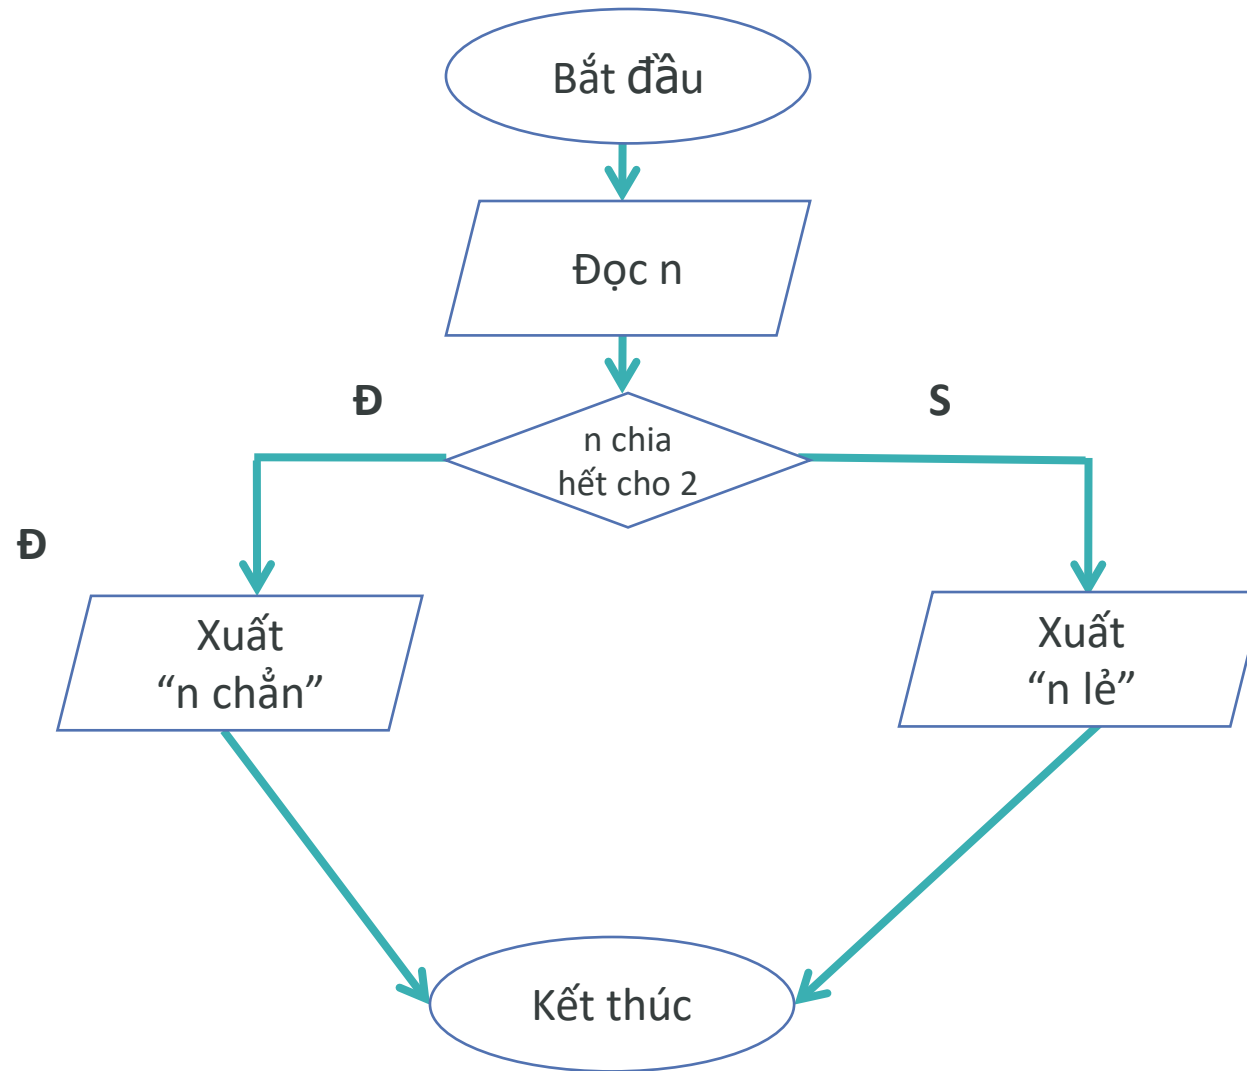 Bắt đầu
Đọc n
Đ
S
n chia
hết cho 2
Đ
Xuất
“n chẳn”
Xuất
“n lẻ”
Kết thúc